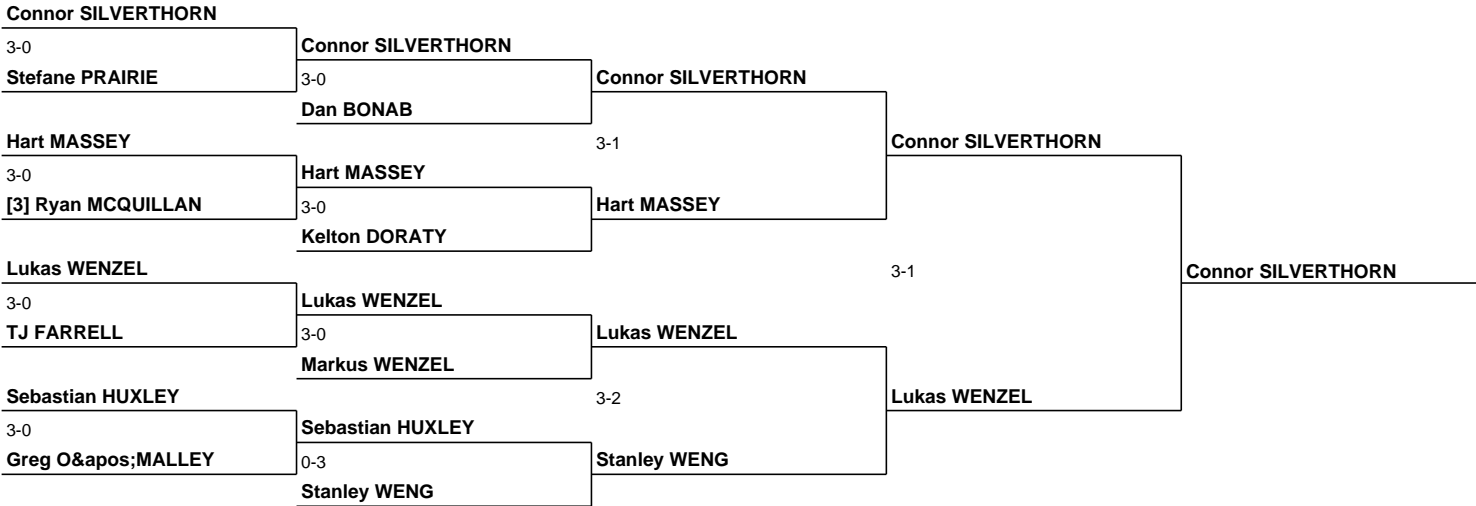 Connor SILVERTHORN
3-0
Connor SILVERTHORN
Stefane PRAIRIE
3-0
Connor SILVERTHORN
Dan BONAB
Hart MASSEY
3-1
Connor SILVERTHORN
3-0
Hart MASSEY
[3] Ryan MCQUILLAN
3-0
Hart MASSEY
Kelton DORATY
Lukas WENZEL
3-1
Connor SILVERTHORN
3-0
Lukas WENZEL
TJ FARRELL
3-0
Lukas WENZEL
Markus WENZEL
Sebastian HUXLEY
3-2
Lukas WENZEL
3-0
Sebastian HUXLEY
Greg O&apos;MALLEY
0-3
Stanley WENG
Stanley WENG